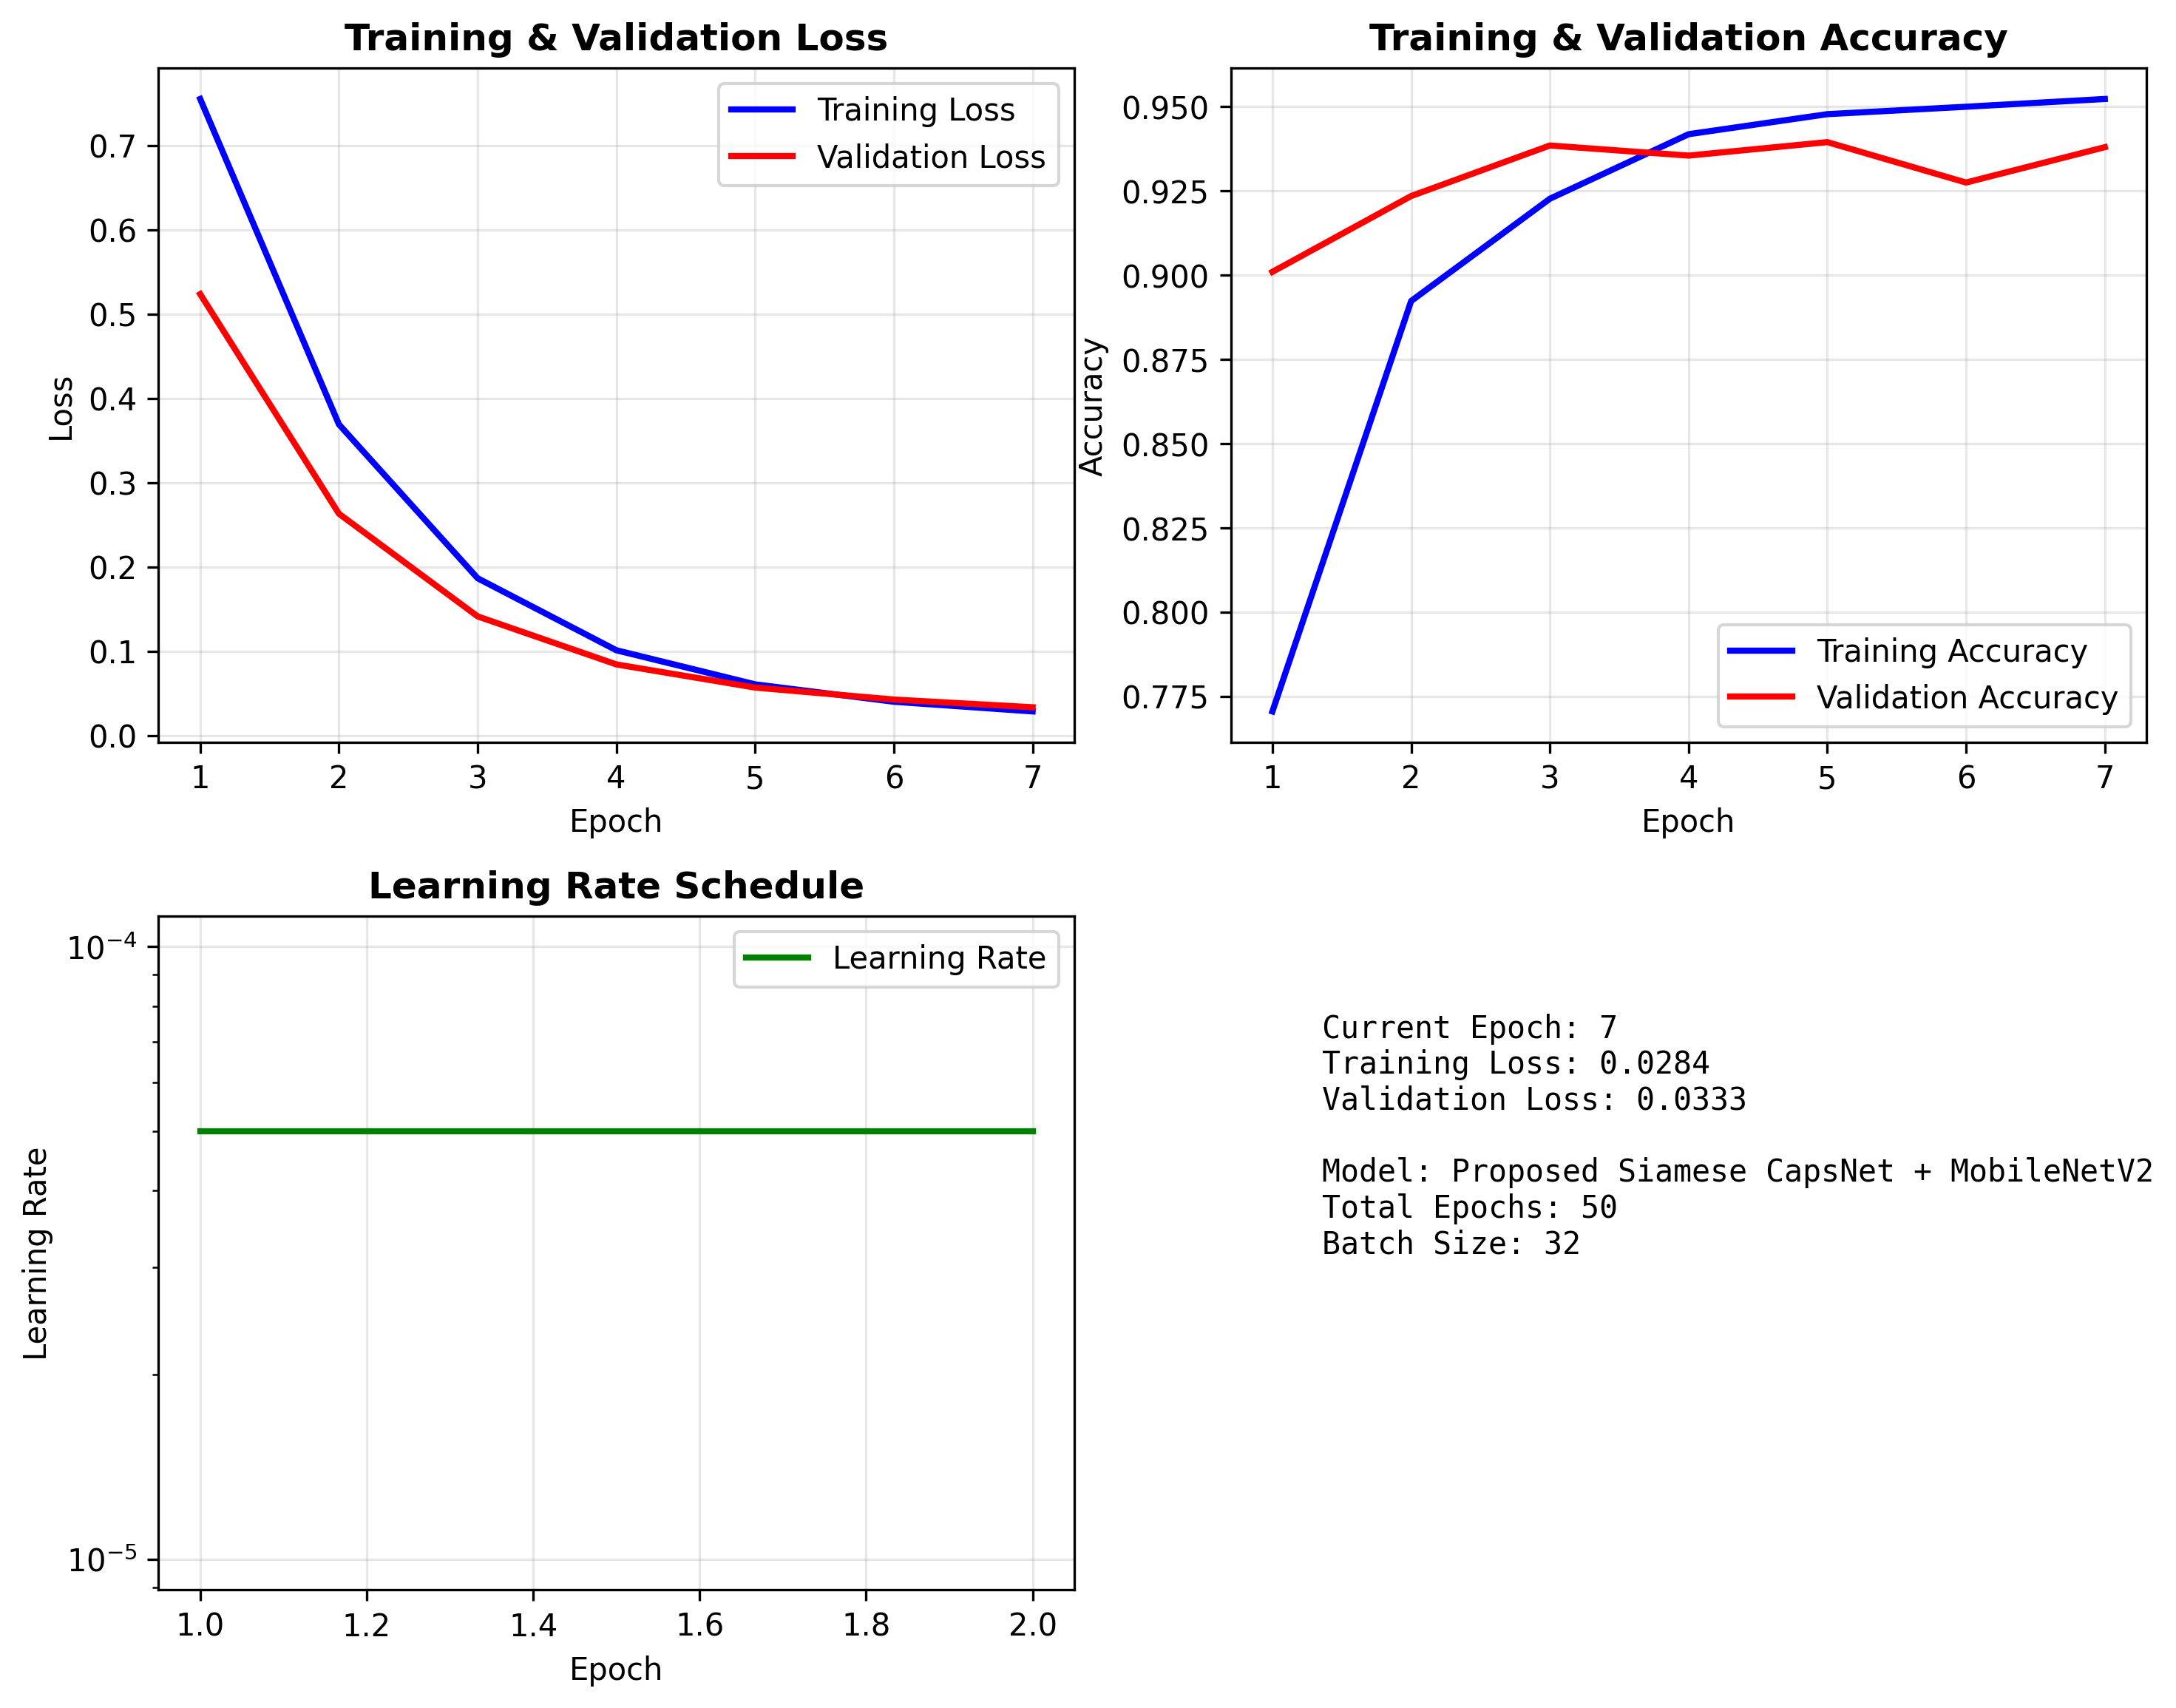 Training & Validation Loss
Loss
0.7
0.6
0.5
0.4
0.3
0.2
0.1
0.0
Training Loss
Validation Loss
1 2 3 4 5 6 7
Epoch
Training & Validation Accuracy
Accuracy
0.950
0.925
0.900
0.875
0.850
0.825
0.800
0.775
Training Accuracy
Validation Accuracy
1 2 3 4 5 6 7
Epoch
Learning Rate Schedule
Learning Rate
10⁻⁴
10⁻⁵
Learning Rate
1.0 1.2 1.4 1.6 1.8 2.0
Epoch
Current Epoch: 7
Training Loss: 0.0284
Validation Loss: 0.0333
Model: Proposed Siamese CapsNet + MobileNetV2
Total Epochs: 50
Batch Size: 32